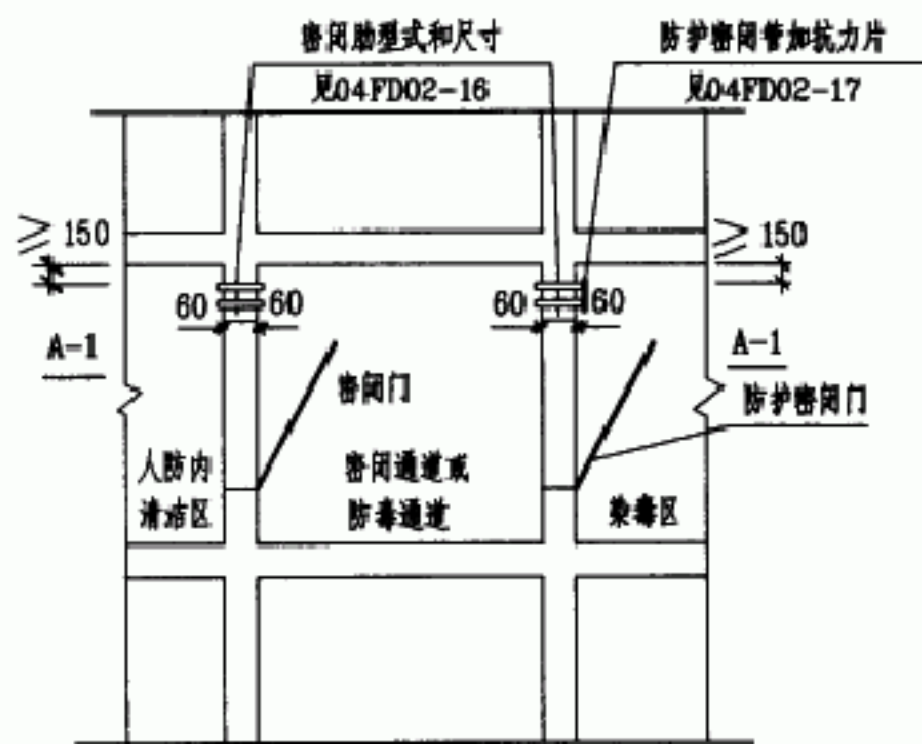 密闭肋型式和尺寸
见04FD02-16
防护密闭管加抗力片
见04FD02-17
≥150
≥150
60
60
60
60
A-1
A-1
密闭门
防护密闭门
人防内
清洁区
密闭通道或
防毒通道
染毒区